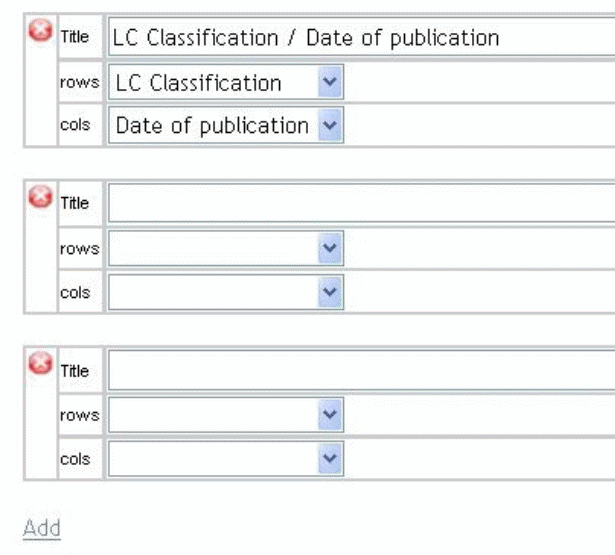 Title LC Classification / Date of publication
rows LC Classification
cols Date of publication
Title
rows
cols
Title
rows
cols
Add